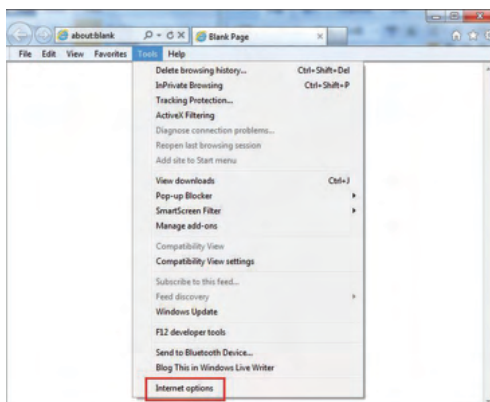 about:blank
Blank Page
File Edit View Favorites Tools Help
Delete browsing history... Ctrl+Shift+Del
InPrivate Browsing Ctrl+Shift+P
Tracking Protection...
ActiveX Filtering
Diagnose connection problems...
Reopen last browsing session
Add site to Start menu
View downloads Ctrl+J
Pop-up Blocker
SmartScreen Filter
Manage add-ons
Compatibility View
Compatibility View settings
Subscribe to this feed...
Feed discovery
Windows Update
F12 developer tools
Send to Bluetooth Device...
Blog This in Windows Live Writer
Internet options